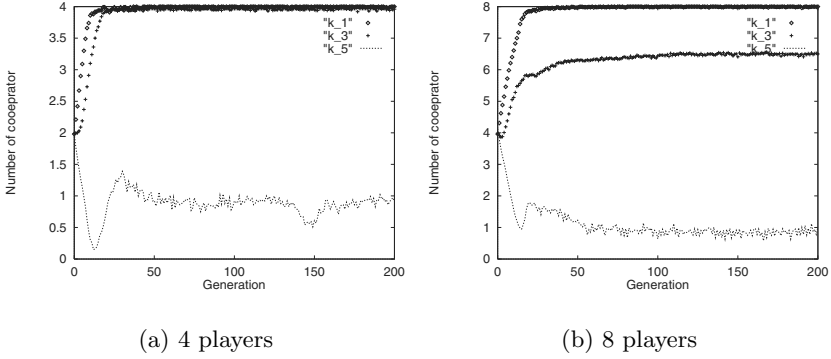 4
3.5
3
2.5
2
1.5
1
0.5
0
Number of cooeprator
"k_1"
"k_3"
"k_5"
0 50 100 150 200
Generation
(a) 4 players
8
7
6
5
4
3
2
1
0
Number of cooeprator
"k_1"
"k_3"
"k_5"
0 50 100 150 200
Generation
(b) 8 players